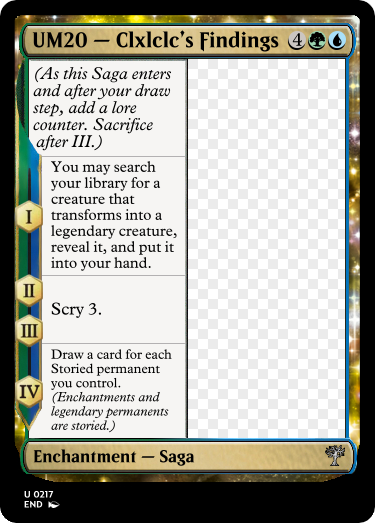 UM20 — Clxlclc's Findings 4
(As this Saga enters
and after your draw
step, add a lore
counter. Sacrifice
after III.)
I
You may search
your library for a
creature that
transforms into a
legendary creature,
reveal it, and put it
into your hand.
II
III
Scry 3.
IV
Draw a card for each
Storied permanent
you control.
(Enchantments and
legendary permanents
are storied.)
Enchantment — Saga
U 0217
END